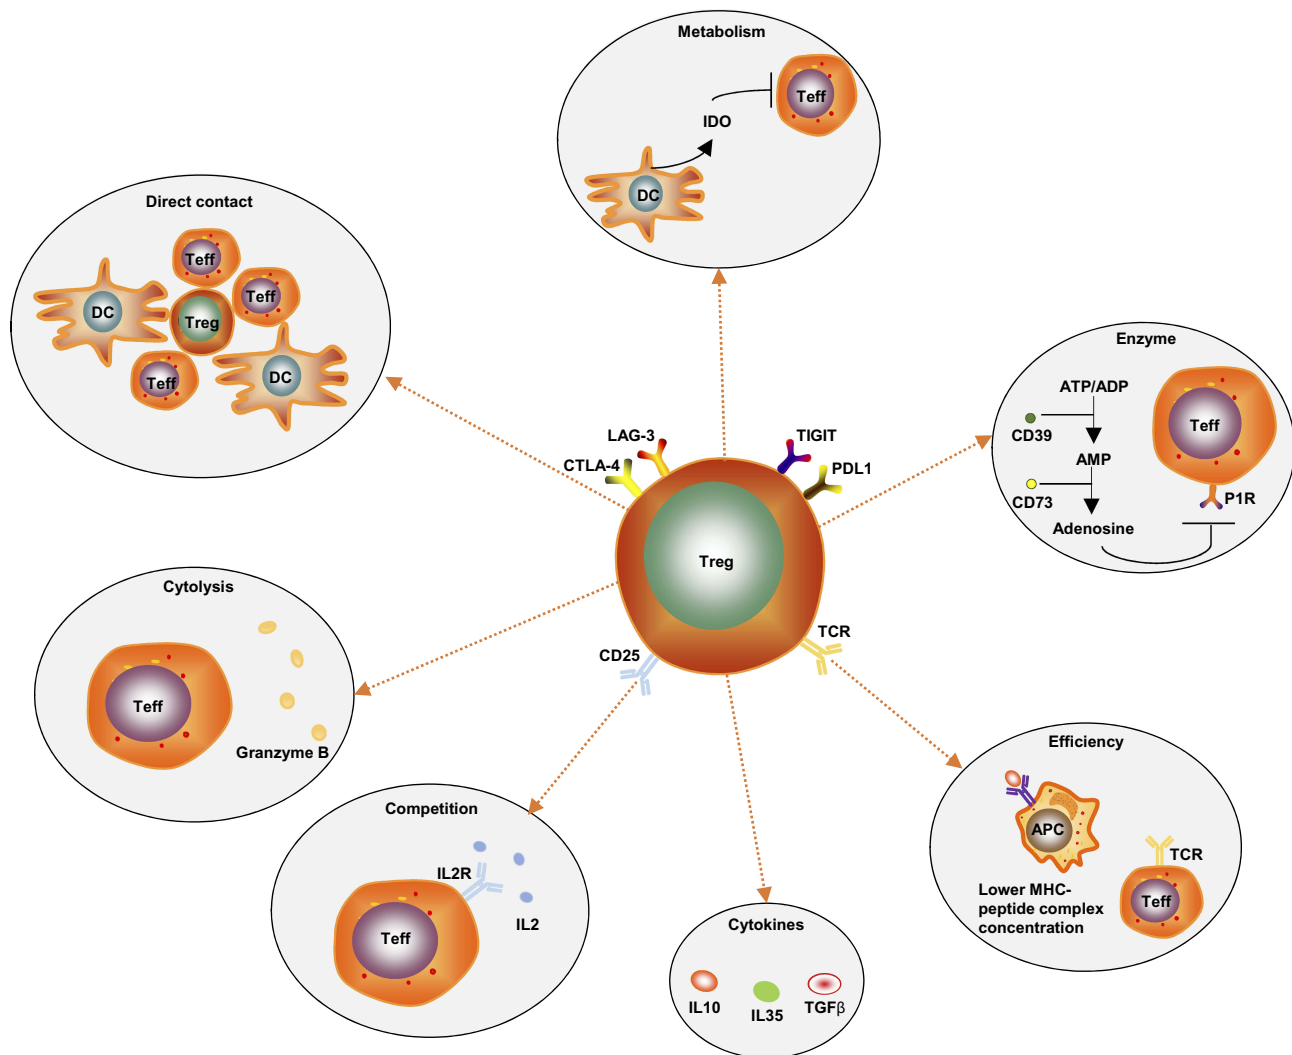 Metabolism
Teff
IDO
DC
Direct contact
Teff
Teff
DC
Treg
Teff
DC
Enzyme
ATP/ADP
CD39
Teff
AMP
CD73
P1R
Adenosine
LAG-3
TIGIT
CTLA-4
PDL1
Treg
CD25
TCR
Cytolysis
Teff
Granzyme B
Competition
IL2R
IL2
Teff
Cytokines
IL10
IL35
TGFβ
Efficiency
APC
TCR
Lower MHC-
peptide complex
concentration
Teff